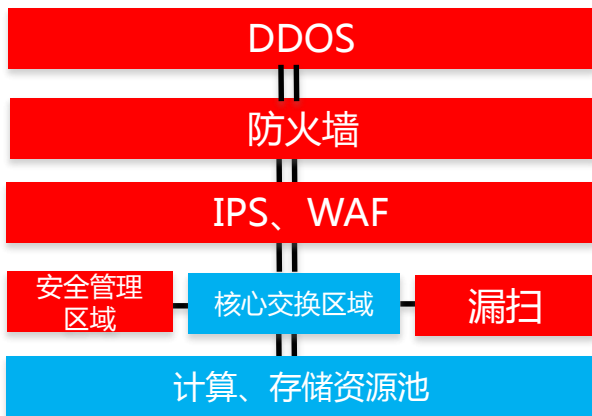 DDOS
防火墙
IPS、WAF
安全管理
区域
核心交换区域
漏扫
计算、存储资源池